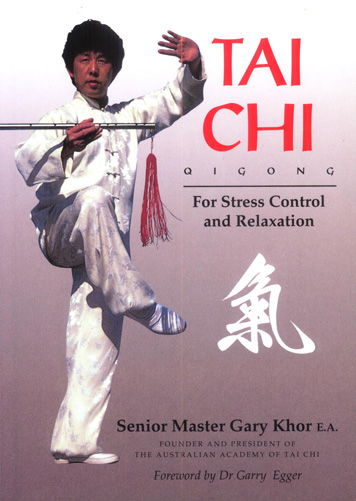 TAI
CHI
QIGONG
For Stress Control
and Relaxation
氣
Senior Master Gary Khor E.A.
FOUNDER AND PRESIDENT OF
THE AUSTRALIAN ACADEMY OF TAI CHI
Foreword by Dr Garry Egger